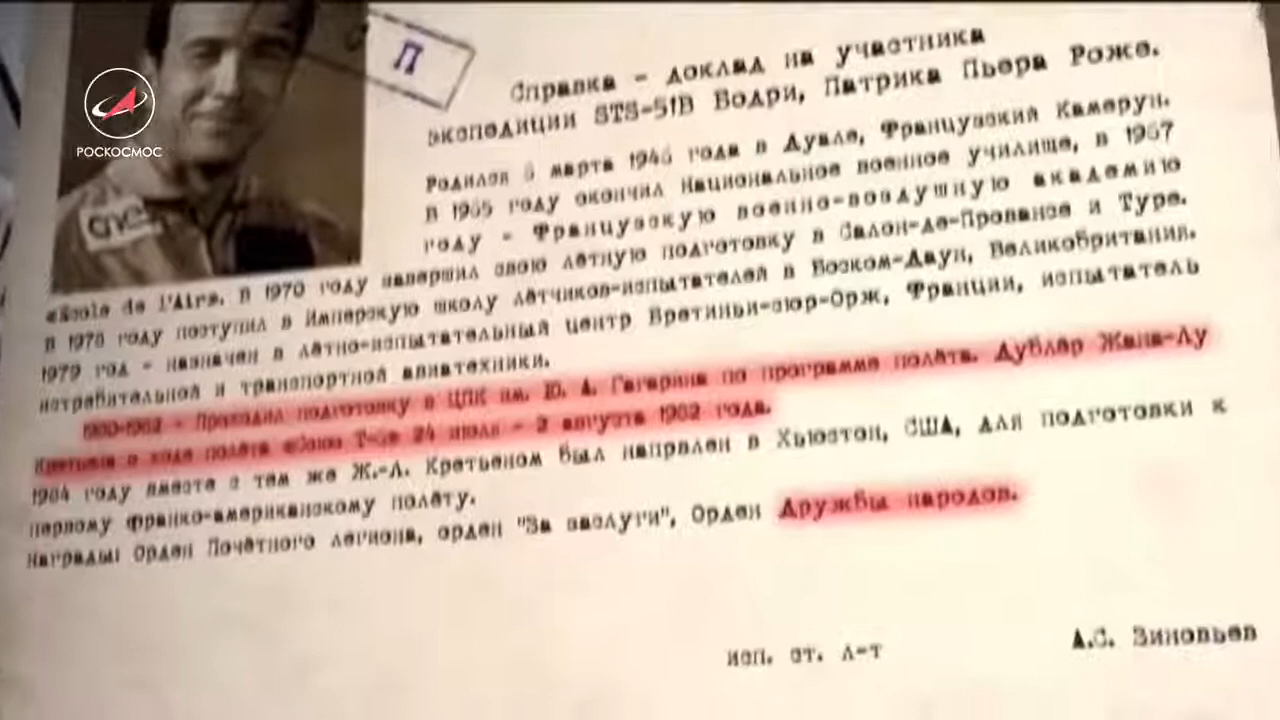 РОСКОСМОС
Л
Справка - доклад на участника
экспедиции STS-51B Бодри, Патрика Пьера Роже.
Родился 6 марта 1946 года в Дуале, Французский Камерун.
В 1965 году окончил Национальное военное училище, в 1967
году - Французскую военно-воздушную академию
«Ecole de l'Air». В 1970 году завершил свою лётную подготовку в Салон-де-Провансе и Туре.
В 1978 году поступил в Имперскую школу лётчиков-испытателей в Боском-Даун, Великобритания.
1979 год - назначен в лётно-испытательный центр Бретиньи-сюр-Орж, Франции, испытатель
истребительной и транспортной авиатехники.
1980-1982 - Проходил подготовку в ЦПК им. Ю. А. Гагарина по программе полёта. Дублёр Жана-Лу
Кретьена в ходе полёта «Союз Т-6» 24 июля - 2 августа 1982 года.
1984 году вместе с тем же Ж.-Л. Кретьеном был направлен в Хьюстон, США, для подготовки к
первому франко-американскому полёту.
Награды: Орден Почётного легиона, орден "За заслуги", Орден Дружбы народов.
исп. ст. л-т
А.С. Зиновьев